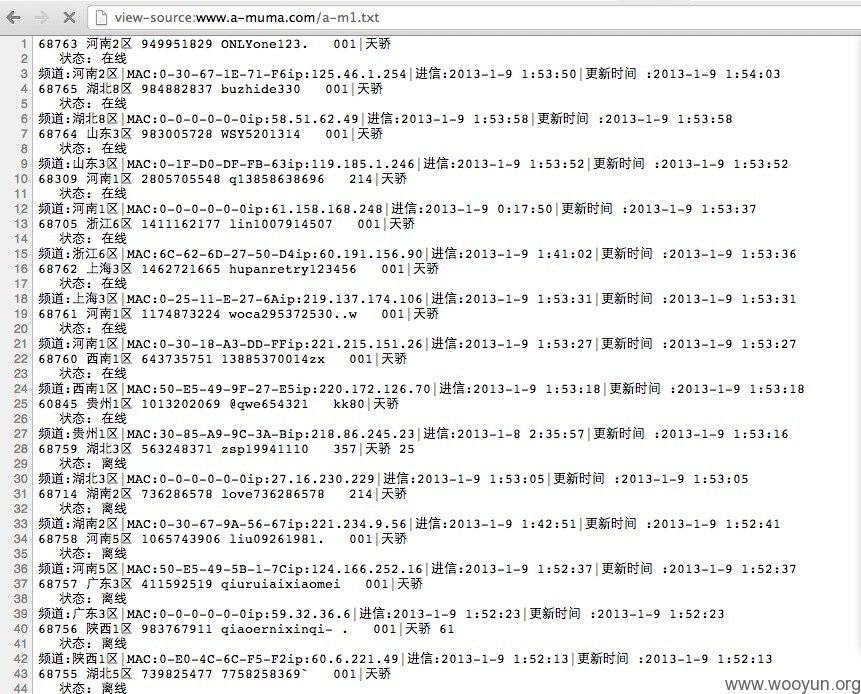 view-source:www.a-muma.com/a-m1.txt
1 68763 河南2区 949951829 ONLYone123. 001|天骄
2 状态: 在线
3 频道:河南2区|MAC:0-30-67-1E-71-F6ip:125.46.1.254|进信:2013-1-9 1:53:50|更新时间 :2013-1-9 1:54:03
4 68765 湖北8区 984882837 buzhide330 001|天骄
5 状态: 在线
6 频道:湖北8区|MAC:0-0-0-0-0-0ip:58.51.62.49|进信:2013-1-9 1:53:58|更新时间 :2013-1-9 1:53:58
7 68764 山东3区 983005728 WSY5201314 001|天骄
8 状态: 在线
9 频道:山东3区|MAC:0-1F-D0-DF-FB-63ip:119.185.1.246|进信:2013-1-9 1:53:52|更新时间 :2013-1-9 1:53:52
10 68309 河南1区 2805705548 q13858638696 214|天骄
11 状态: 在线
12 频道:河南1区|MAC:0-0-0-0-0-0ip:61.158.168.248|进信:2013-1-9 0:17:50|更新时间 :2013-1-9 1:53:37
13 68705 浙江6区 1411162177 lin1007914507 001|天骄
14 状态: 在线
15 频道:浙江6区|MAC:6C-62-6D-27-50-D4ip:60.191.156.90|进信:2013-1-9 1:41:02|更新时间 :2013-1-9 1:53:36
16 68762 上海3区 1462721665 hupanretry123456 001|天骄
17 状态: 在线
18 频道:上海3区|MAC:0-25-11-E-27-6Aip:219.137.174.106|进信:2013-1-9 1:53:31|更新时间 :2013-1-9 1:53:31
19 68761 河南1区 1174873224 woca295372530..w 001|天骄
20 状态: 在线
21 频道:河南1区|MAC:0-30-18-A3-DD-FFip:221.215.151.26|进信:2013-1-9 1:53:27|更新时间 :2013-1-9 1:53:27
22 68760 西南1区 643735751 13885370014zx 001|天骄
23 状态: 在线
24 频道:西南1区|MAC:50-E5-49-9F-27-E5ip:220.172.126.70|进信:2013-1-9 1:53:18|更新时间 :2013-1-9 1:53:18
25 60845 贵州1区 1013202069 @qwe654321 kk80|天骄
26 状态: 在线
27 频道:贵州1区|MAC:30-85-A9-9C-3A-Bip:218.86.245.23|进信:2013-1-8 2:35:57|更新时间 :2013-1-9 1:53:16
28 68759 湖北3区 563248371 zsp19941110 357|天骄 25
29 状态: 离线
30 频道:湖北3区|MAC:0-0-0-0-0-0ip:27.16.230.229|进信:2013-1-9 1:53:05|更新时间 :2013-1-9 1:53:05
31 68714 湖南2区 736286578 love736286578 214|天骄
32 状态: 离线
33 频道:湖南2区|MAC:0-30-67-9A-56-67ip:221.234.9.56|进信:2013-1-9 1:42:51|更新时间 :2013-1-9 1:52:41
34 68758 河南5区 1065743906 liu09261981. 001|天骄
35 状态: 离线
36 频道:河南5区|MAC:50-E5-49-5B-1-7Cip:124.166.252.16|进信:2013-1-9 1:52:37|更新时间 :2013-1-9 1:52:37
37 68757 广东3区 411592519 qiuruiaixiaomei 001|天骄
38 状态: 离线
39 频道:广东3区|MAC:0-0-0-0-0-0ip:59.32.36.6|进信:2013-1-9 1:52:23|更新时间 :2013-1-9 1:52:23
40 68756 陕西1区 983767911 qiaoernixinqi- . 001|天骄 61
41 状态: 离线
42 频道:陕西1区|MAC:0-E0-4C-6C-F5-F2ip:60.6.221.49|进信:2013-1-9 1:52:13|更新时间 :2013-1-9 1:52:13
43 68755 湖北5区 739825477 7758258369` 001|天骄
44 状态: 离线
www.wooyun.org